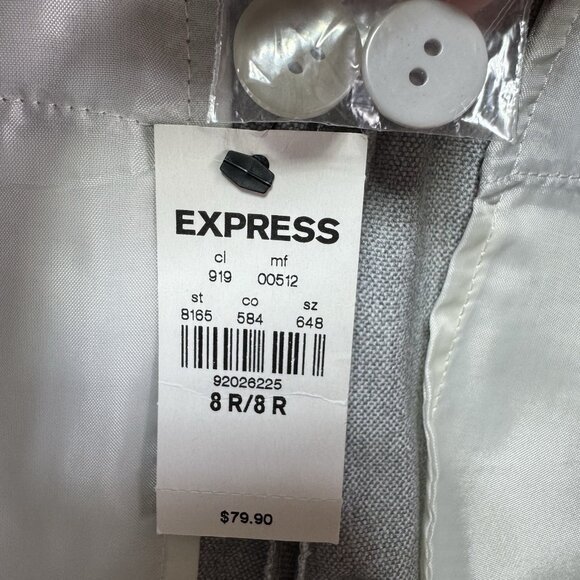 EXPRESS
cl mf
919 00512
st co sz
8165 584 648
92026225
8 R/8 R
$79.90